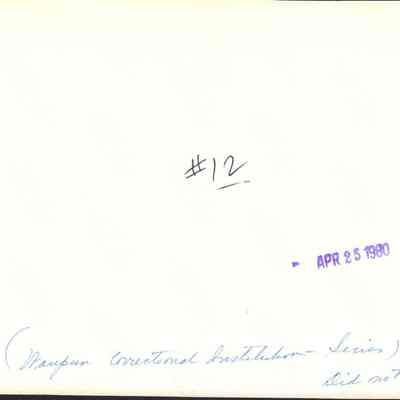 #12
APR 25 1980
(Waupun Correctional Institution - Series)
Did not